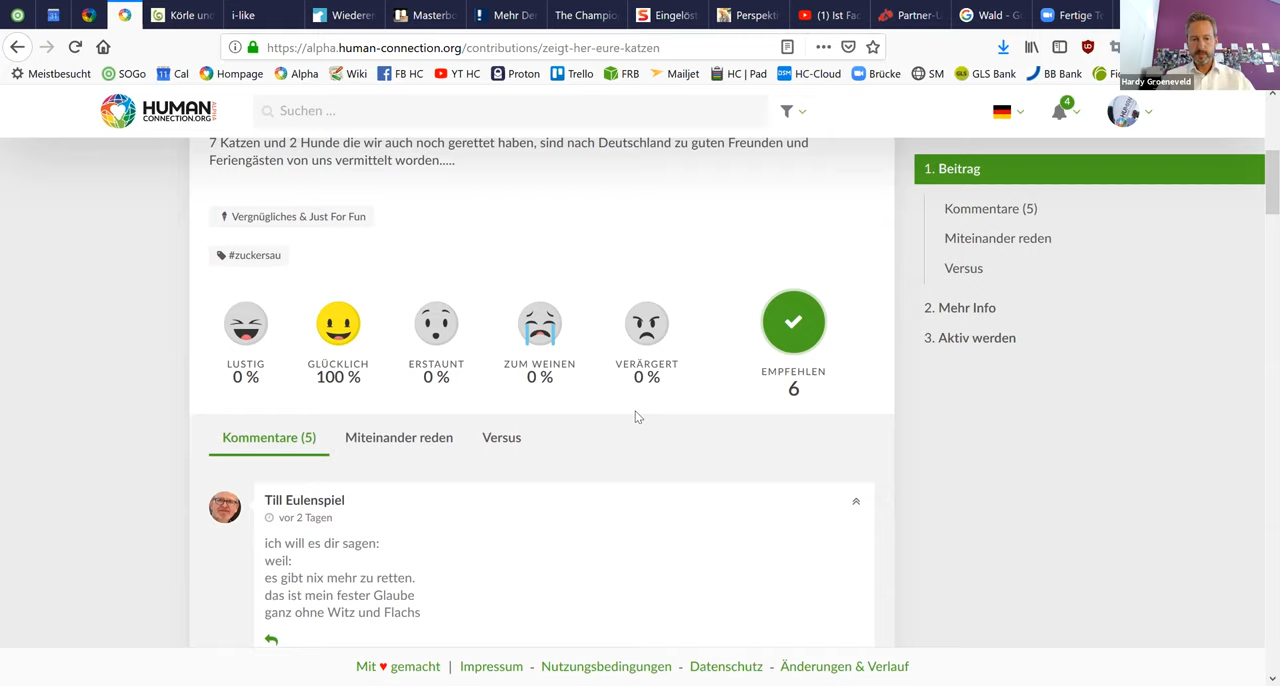 Körle und
i-like
Wiederer
Masterbo
Mehr Der
The Champio
Eingelöst
Perspekti
(1) Ist Fac
Partner-U
Wald - G
Fertige Te
https://alpha.human-connection.org/contributions/zeigt-her-eure-katzen
Hardy Groeneveld
Meistbesucht
SOGo
Cal
Hompage
Alpha
Wiki
FB HC
YT HC
Proton
Trello
FRB
Mailjet
HC | Pad
HC-Cloud
Brücke
SM
GLS Bank
BB Bank
HUMAN
CONNECTION.ORG
ALPHA
Suchen ...
4
7 Katzen und 2 Hunde die wir auch noch gerettet haben, sind nach Deutschland zu guten Freunden und
Feriengästen von uns vermittelt worden.....
Vergnügliches & Just For Fun
#zuckersau
LUSTIG
0 %
GLÜCKLICH
100 %
ERSTAUNT
0 %
ZUM WEINEN
0 %
VERÄRGERT
0 %
EMPFEHLEN
6
Kommentare (5)
Miteinander reden
Versus
Till Eulenspiel
vor 2 Tagen
ich will es dir sagen:
weil:
es gibt nix mehr zu retten.
das ist mein fester Glaube
ganz ohne Witz und Flachs
1. Beitrag
Kommentare (5)
Miteinander reden
Versus
2. Mehr Info
3. Aktiv werden
Mit ♥ gemacht | Impressum - Nutzungsbedingungen - Datenschutz - Änderungen & Verlauf